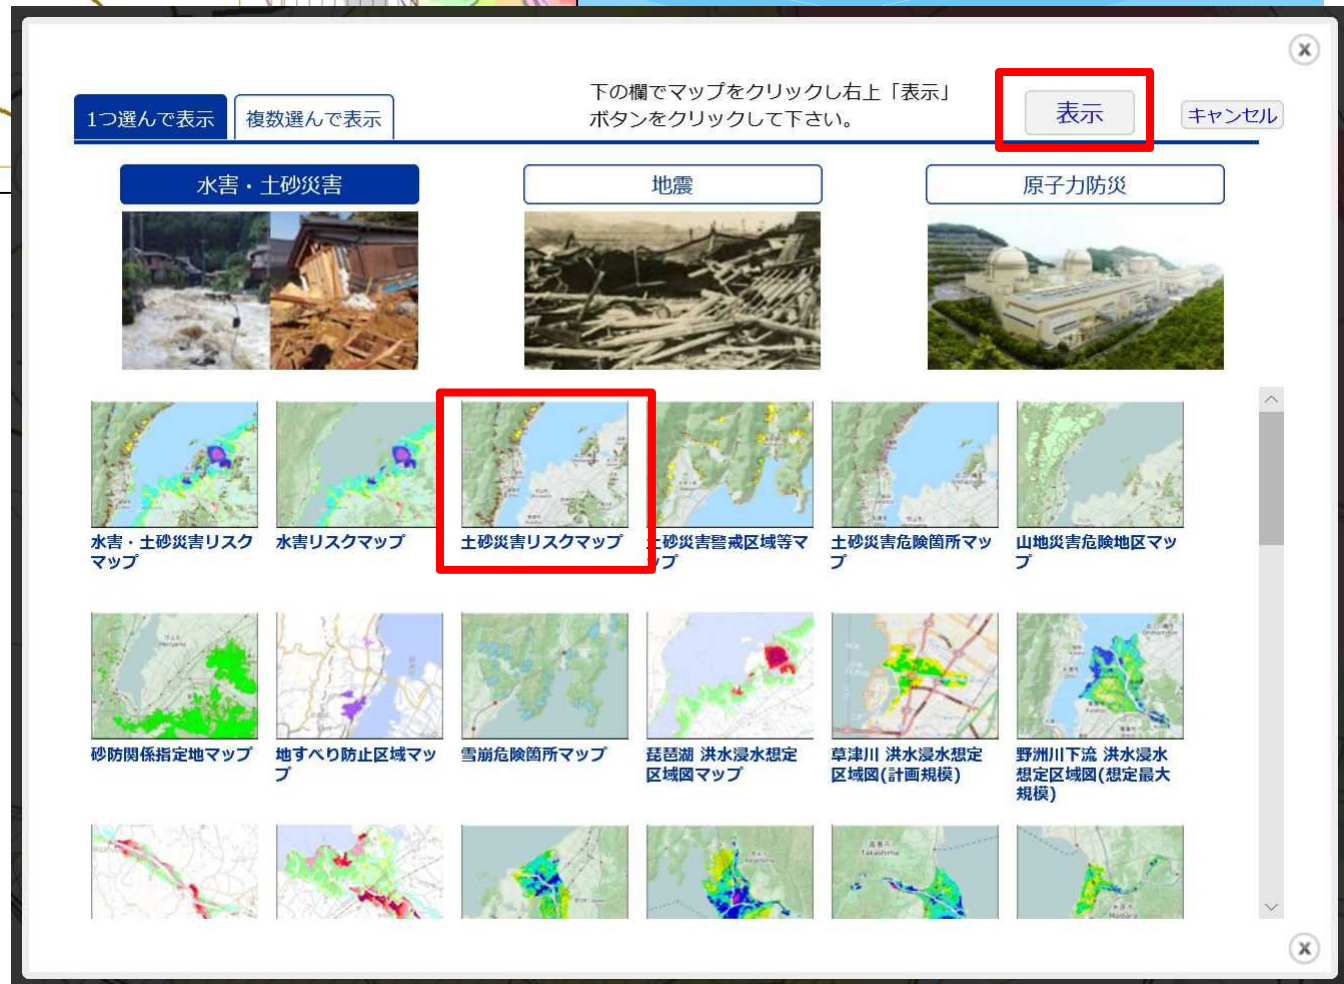 下の欄でマップをクリックし右上「表示」
ボタンをクリックして下さい。
表示
キャンセル
1つ選んで表示
複数選んで表示
水害・土砂災害
地震
原子力防災
水害・土砂災害リスク
マップ
水害リスクマップ
土砂災害リスクマップ
土砂災害警戒区域等マ
ップ
土砂災害危険箇所マッ
プ
山地災害危険地区マッ
プ
砂防関係指定地マップ
地すべり防止区域マッ
プ
雪崩危険箇所マップ
琵琶湖 洪水浸水想定
区域図マップ
草津川 洪水浸水想定
区域図(計画規模)
野洲川下流 洪水浸水
想定区域図(想定最大
規模)